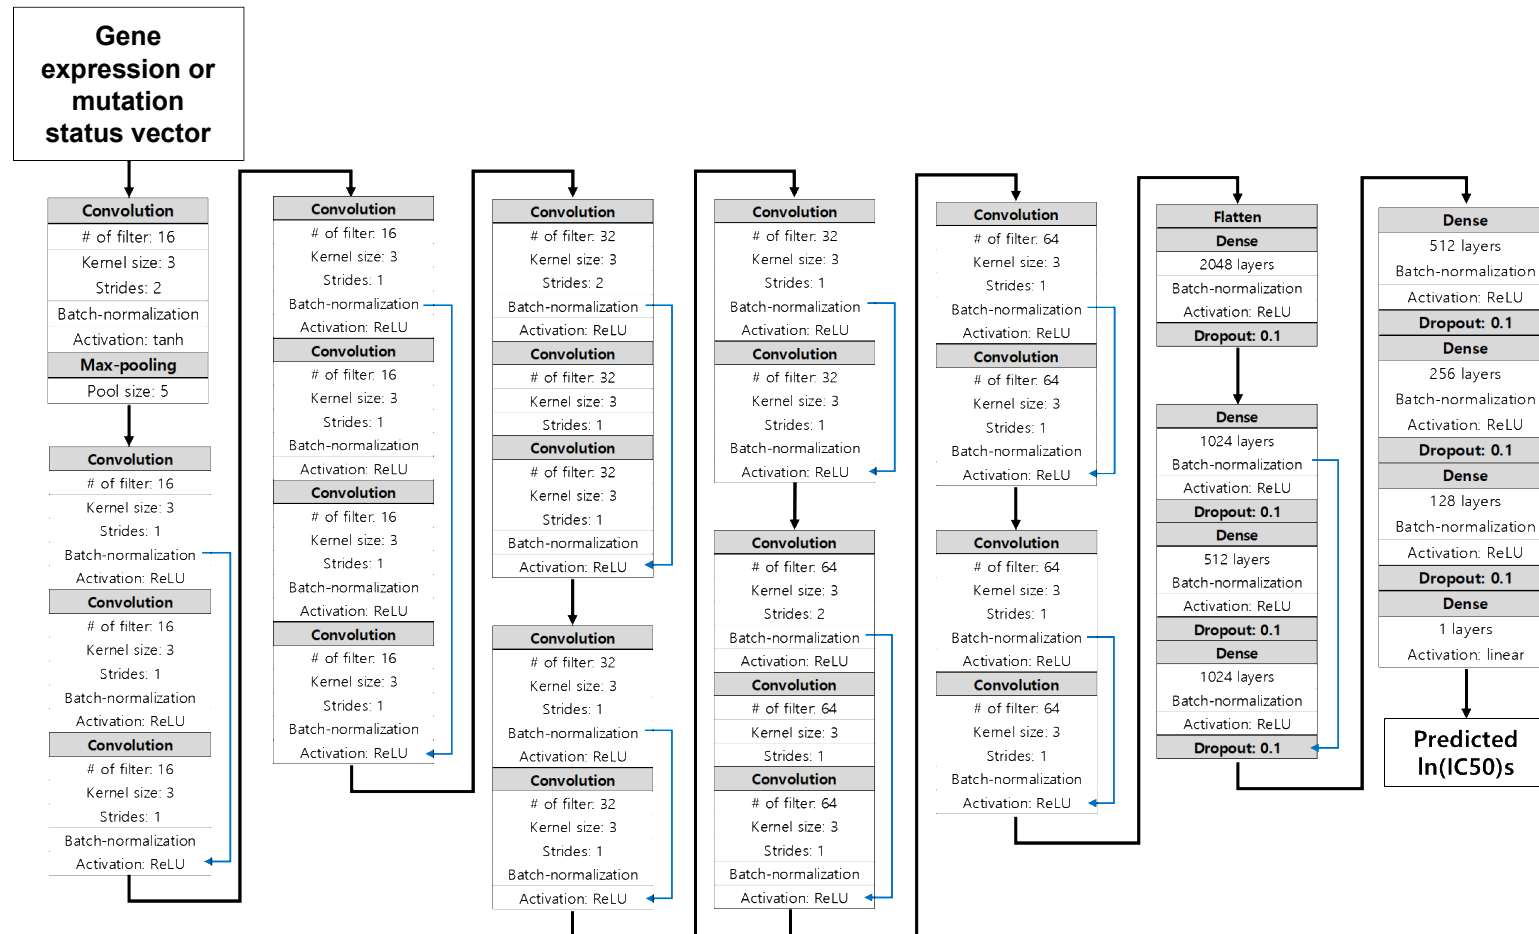 Gene
expression or
mutation
status vector
Convolution
# of filter: 16
Kernel size: 3
Strides: 2
Batch-normalization
Activation: tanh
Max-pooling
Pool size: 5
Convolution
# of filter: 16
Kernel size: 3
Strides: 1
Batch-normalization
Activation: ReLU
Convolution
# of filter: 16
Kernel size: 3
Strides: 1
Batch-normalization
Activation: ReLU
Convolution
# of filter: 16
Kernel size: 3
Strides: 1
Batch-normalization
Activation: ReLU
Convolution
# of filter: 16
Kernel size: 3
Strides: 1
Batch-normalization
Activation: ReLU
Convolution
# of filter: 16
Kernel size: 3
Strides: 1
Batch-normalization
Activation: ReLU
Convolution
# of filter: 16
Kernel size: 3
Strides: 1
Batch-normalization
Activation: ReLU
Convolution
# of filter: 16
Kernel size: 3
Strides: 1
Batch-normalization
Activation: ReLU
Convolution
# of filter: 32
Kernel size: 3
Strides: 2
Batch-normalization
Activation: ReLU
Convolution
# of filter: 32
Kernel size: 3
Strides: 1
Convolution
# of filter: 32
Kernel size: 3
Strides: 1
Batch-normalization
Activation: ReLU
Convolution
# of filter: 32
Kernel size: 3
Strides: 1
Batch-normalization
Activation: ReLU
Convolution
# of filter: 32
Kernel size: 3
Strides: 1
Batch-normalization
Activation: ReLU
Convolution
# of filter: 32
Kernel size: 3
Strides: 1
Batch-normalization
Activation: ReLU
Convolution
# of filter: 32
Kernel size: 3
Strides: 1
Batch-normalization
Activation: ReLU
Convolution
# of filter: 64
Kernel size: 3
Strides: 2
Batch-normalization
Activation: ReLU
Convolution
# of filter: 64
Kernel size: 3
Strides: 1
Convolution
# of filter: 64
Kernel size: 3
Strides: 1
Batch-normalization
Activation: ReLU
Convolution
# of filter: 64
Kernel size: 3
Strides: 1
Batch-normalization
Activation: ReLU
Convolution
# of filter: 64
Kernel size: 3
Strides: 1
Batch-normalization
Activation: ReLU
Convolution
# of filter: 64
Kernel size: 3
Strides: 1
Batch-normalization
Activation: ReLU
Convolution
# of filter: 64
Kernel size: 3
Strides: 1
Batch-normalization
Activation: ReLU
Flatten
Dense
2048 layers
Batch-normalization
Activation: ReLU
Dropout: 0.1
Dense
1024 layers
Batch-normalization
Activation: ReLU
Dropout: 0.1
Dense
512 layers
Batch-normalization
Activation: ReLU
Dropout: 0.1
Dense
1024 layers
Batch-normalization
Activation: ReLU
Dropout: 0.1
Dense
512 layers
Batch-normalization
Activation: ReLU
Dropout: 0.1
Dense
256 layers
Batch-normalization
Activation: ReLU
Dropout: 0.1
Dense
128 layers
Batch-normalization
Activation: ReLU
Dropout: 0.1
Dense
1 layers
Activation: linear
Predicted
ln(IC50)s